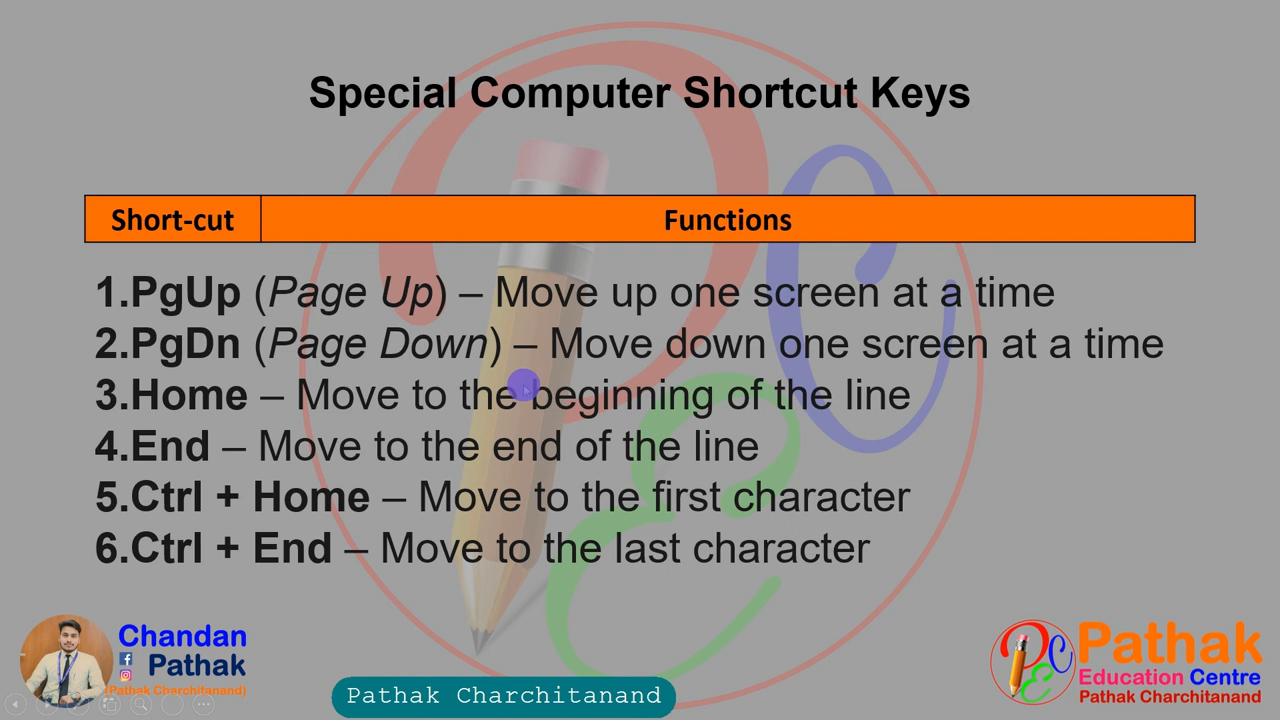 Special Computer Shortcut Keys
Short-cut Functions
1.PgUp (Page Up) – Move up one screen at a time
2.PgDn (Page Down) – Move down one screen at a time
3.Home – Move to the beginning of the line
4.End – Move to the end of the line
5.Ctrl + Home – Move to the first character
6.Ctrl + End – Move to the last character
Chandan
Pathak
(Pathak Charchitanand)
Pathak Charchitanand
Pathak
Education Centre
Pathak Charchitanand